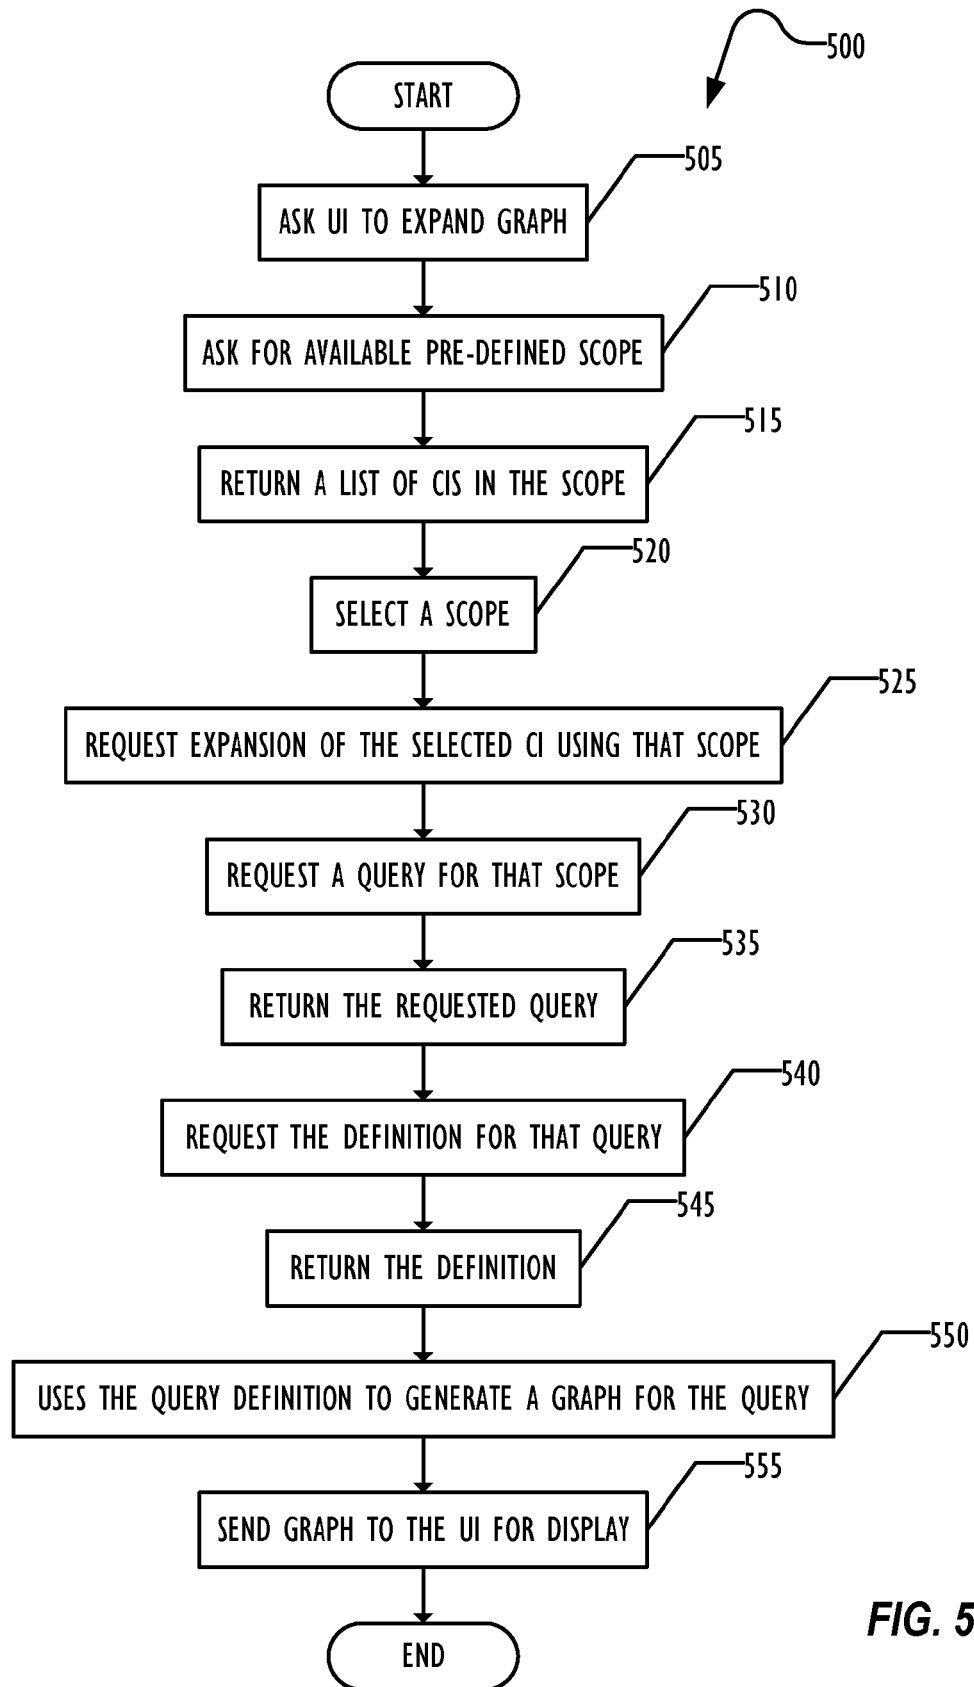 500
START
505
ASK UI TO EXPAND GRAPH
510
ASK FOR AVAILABLE PRE-DEFINED SCOPE
515
RETURN A LIST OF CIS IN THE SCOPE
520
SELECT A SCOPE
525
REQUEST EXPANSION OF THE SELECTED CI USING THAT SCOPE
530
REQUEST A QUERY FOR THAT SCOPE
535
RETURN THE REQUESTED QUERY
540
REQUEST THE DEFINITION FOR THAT QUERY
545
RETURN THE DEFINITION
550
USES THE QUERY DEFINITION TO GENERATE A GRAPH FOR THE QUERY
555
SEND GRAPH TO THE UI FOR DISPLAY
END
FIG. 5